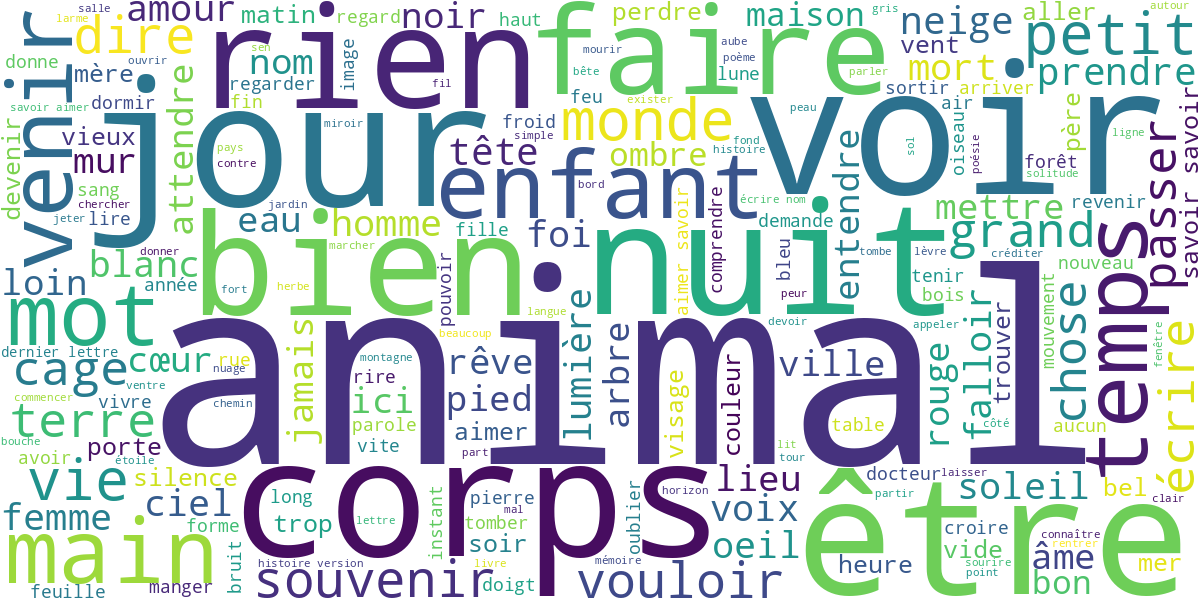 larme
salle
amour
matin
regard
noir
haut
perdre
maison
gris
neige
aller
autour
venir
dire
donne
ouvrir
mère
nom
regarder
image
rien
sen
fil
faire
mourir
bête
aube
poème
lune
parler
vent
mort
petit
prendre
sortir
arriver
savoir aimer
dormir
attendre
fin
feu
exister
air
devenir
vieux
jour
miroir
froid
simple
monde
peau
voir
oiseau
père
ligne
savoir savoir
mur
pays
contre
tête
ombre
fond
histoire
sol
poésie
forêt
solitude
passer
sang
chercher
jeter
lire
jardin
enfant
bord
écrire nom
entendre
mettre
revenir
eau
homme
fille
foi
aimer savoir
comprendre
demande
grand
blanc
donner
marcher
bien
nuit
bleu
tombe
lèvre
créditer
loin
année
fort
herbe
pouvoir
peur
tenir
bois
nouveau
temps
mot
langue
lumière
devoir
appeler
mouvement
chose
fenêtre
écrire
dernier lettre
cœur
rue
jamais
beaucoup
arbre
animal
cage
nuage
montagne
rêve
ville
rouge
falloir
trouver
ventre
rire
commencer
vivre
chemin
ici
pied
visage
couleur
terre
parole
aimer
table
côté
aucun
bouche
porte
vite
part
lit
tour
avoir
étoile
vie
silence
corps
horizon
lieu
docteur
laisser
soleil
bel
clair
ciel
long
lettre
instant
pierre
mal
oublier
voix
partir
être
femme
forme
trop
tomber
croire
connaître
main
bruit
soir
oeil
vide
rentrer
histoire version
livre
mémoire
heure
sourire
point
âme
mer
feuille
manger
souvenir
doigt
vouloir
bon